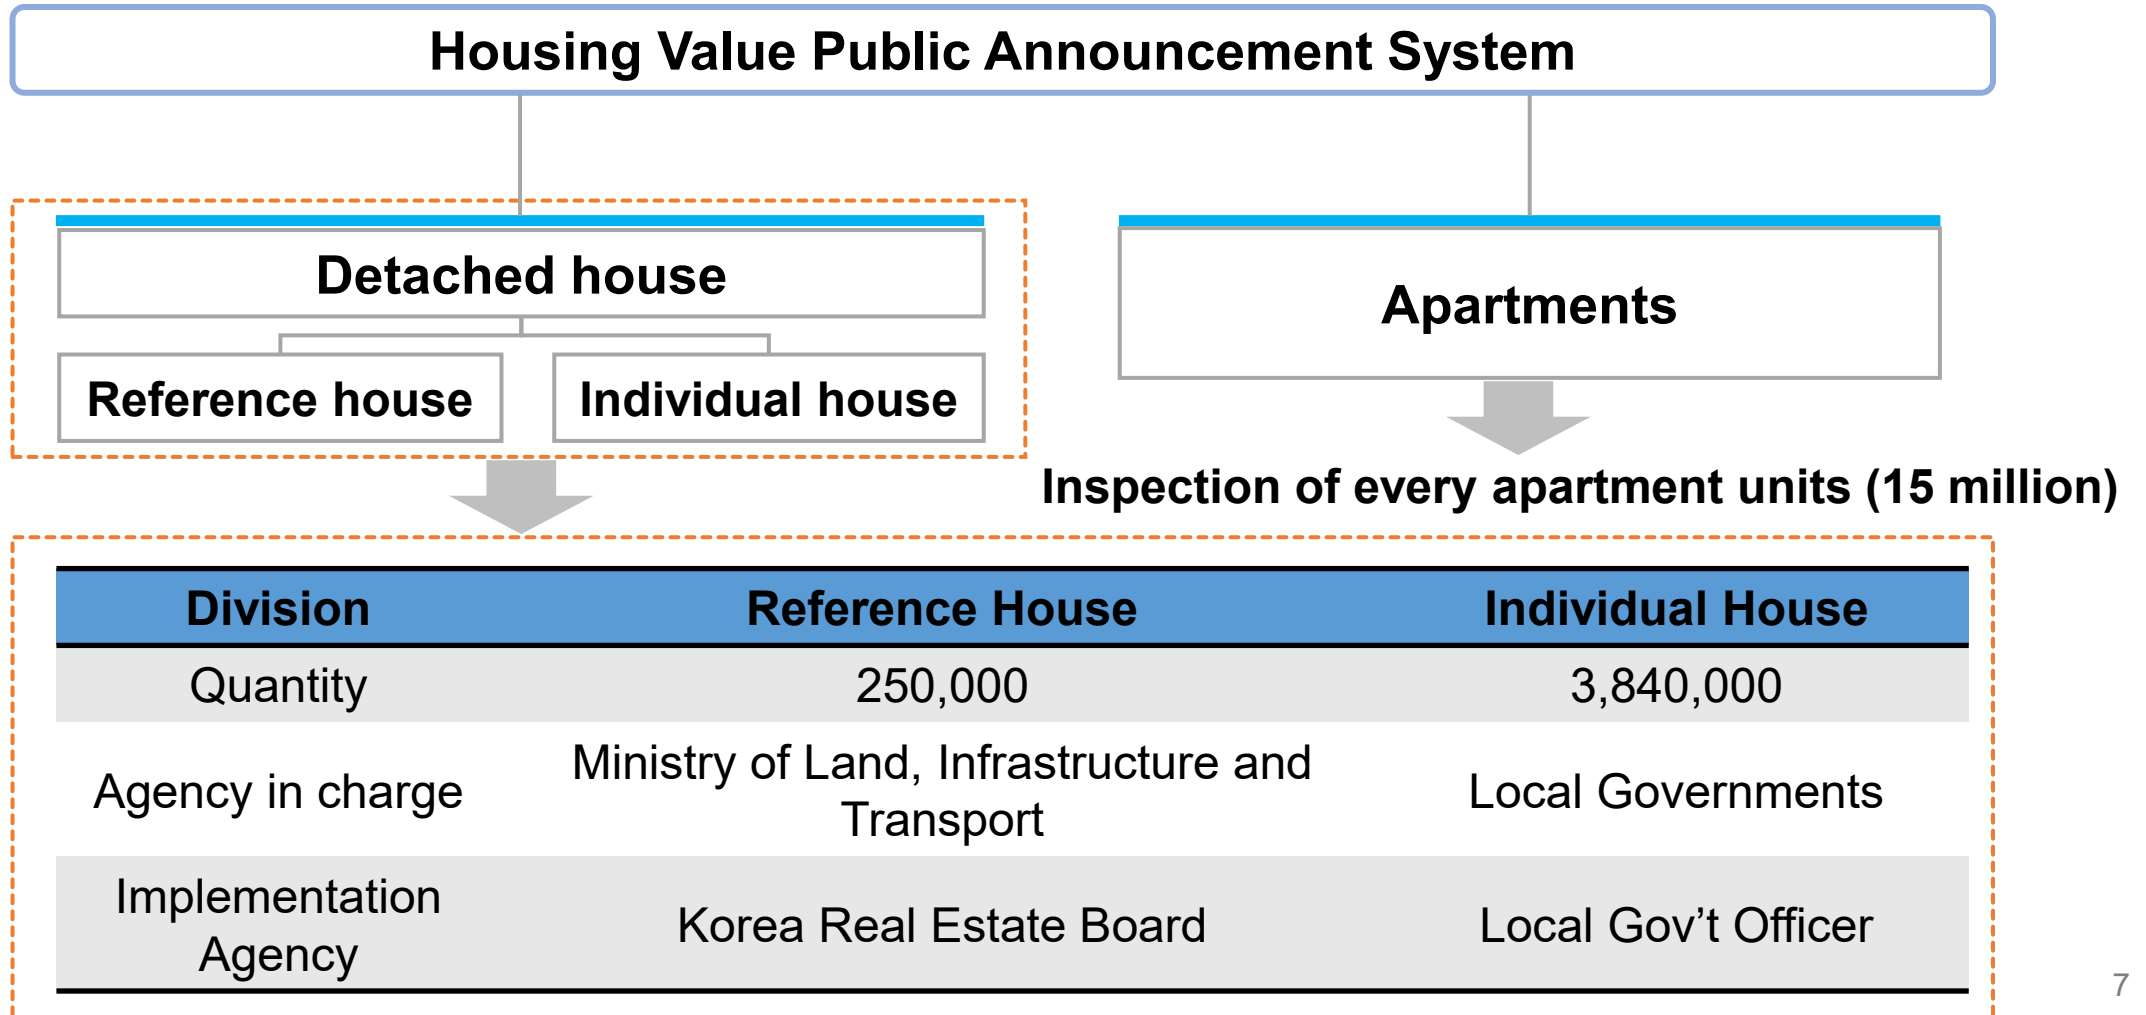 Housing Value Public Announcement System
Detached house
Apartments
Reference house
Individual house
Inspection of every apartment units (15 million)
Division Reference House Individual House
Quantity 250,000 3,840,000
Agency in charge
Ministry of Land, Infrastructure and
Transport
Local Governments
Implementation
Agency
Korea Real Estate Board
Local Gov’t Officer
7